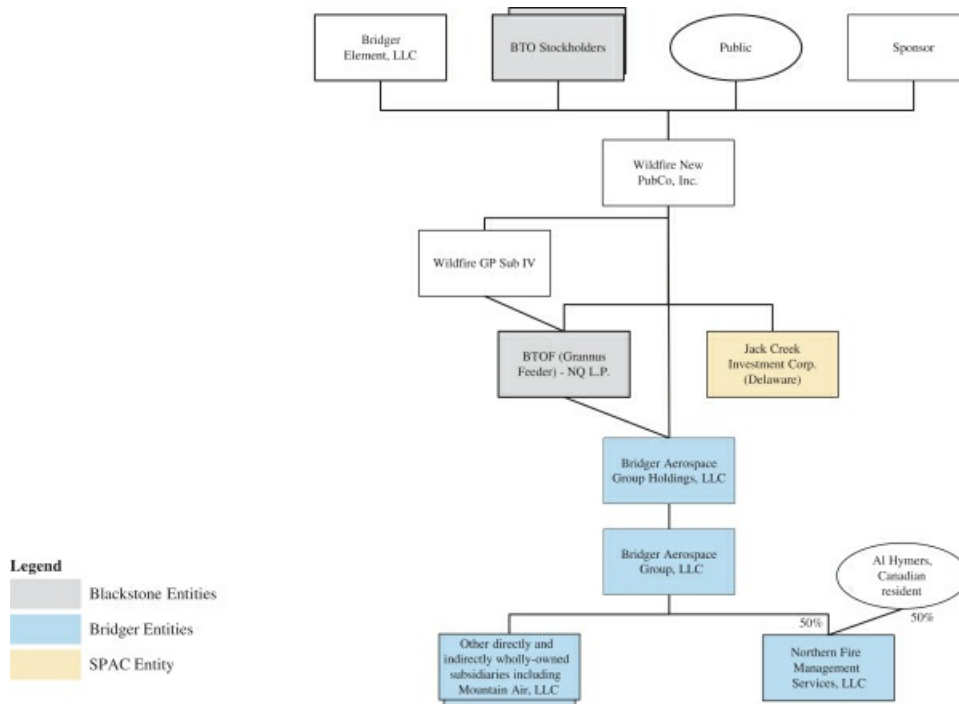 Bridger
Element, LLC
BTO Stockholders
Public
Sponsor
Wildfire New
PubCo, Inc.
Wildfire GP Sub IV
BTOF (Grannus
Feeder) - NQ L.P.
Jack Creek
Investment Corp.
(Delaware)
Bridger Aerospace
Group Holdings, LLC
Bridger Aerospace
Group, LLC
Al Hymers,
Canadian
resident
50%
50%
Other directly and
indirectly wholly-owned
subsidiaries including
Mountain Air, LLC
Northern Fire
Management
Services, LLC
Legend
Blackstone Entities
Bridger Entities
SPAC Entity